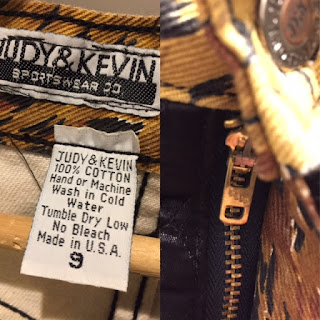 JUDY&KEVIN
SPORTSWEAR CO
JUDY&KEVIN
100% COTTON
Hand or Machine
Wash in Cold
Water
Tumble Dry Low
No Bleach
Made in U.S.A.
9